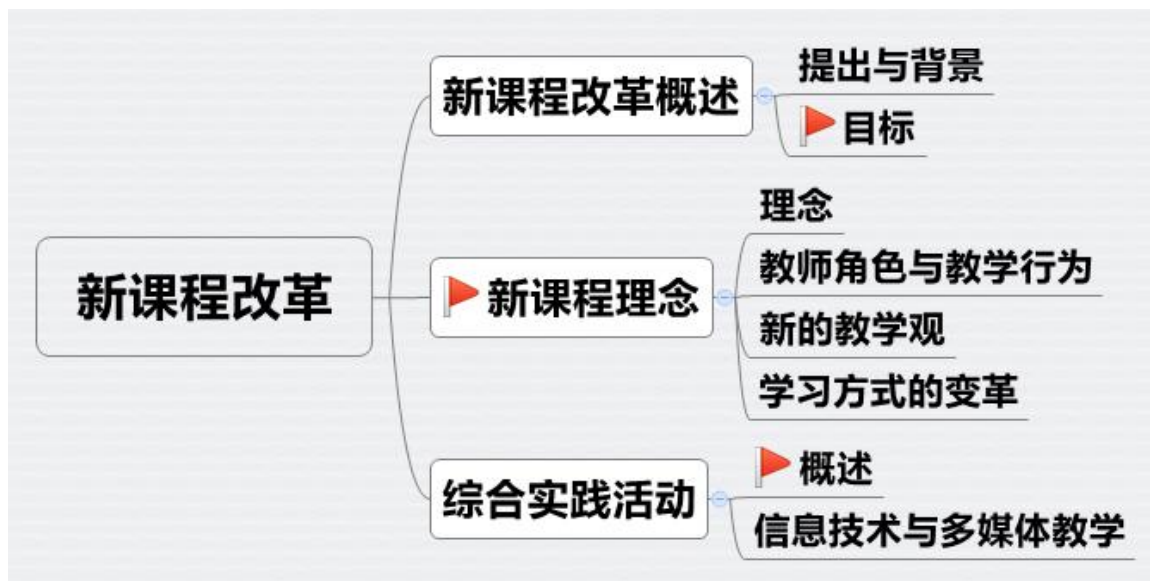 新课程改革
新课程改革概述
提出与背景
目标
新课程理念
理念
教师角色与教学行为
新的教学观
学习方式的变革
综合实践活动
概述
信息技术与多媒体教学